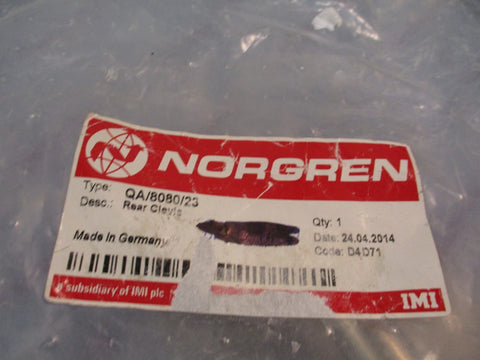 NORGREN
Type: QA/8080/23
Desc.: Rear Clevis
Qty: 1
Made in Germany
Date: 24.04.2014
Code: D4D71
a subsidiary of IMI plc
IMI